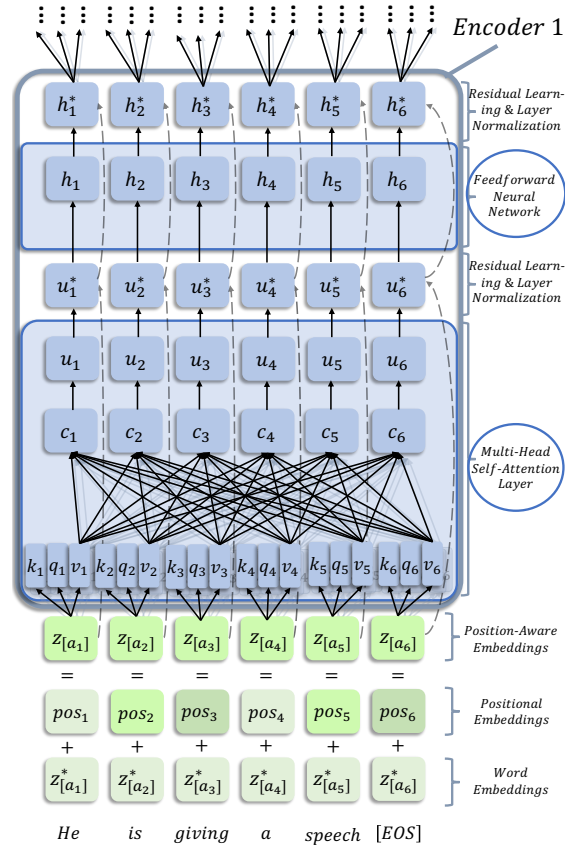 Encoder 1
h*1 h*2 h*3 h*4 h*5 h*6
Residual Learn-
ing & Layer
Normalization
h1 h2 h3 h4 h5 h6
Feedforward
Neural
Network
u*1 u*2 u*3 u*4 u*5 u*6
Residual Learn-
ing & Layer
Normalization
u1 u2 u3 u4 u5 u6
c1 c2 c3 c4 c5 c6
Multi-Head
Self-Attention
Layer
k1 q1 v1 k2 q2 v2 k3 q3 v3 k4 q4 v4 k5 q5 v5 k6 q6 v6
z[a1] z[a2] z[a3] z[a4] z[a5] z[a6]
Position-Aware
Embeddings
= = = = = =
pos1 pos2 pos3 pos4 pos5 pos6
Positional
Embeddings
+ + + + + +
z*[a1] z*[a2] z*[a3] z*[a4] z*[a5] z*[a6]
Word
Embeddings
He is giving a speech [EOS]